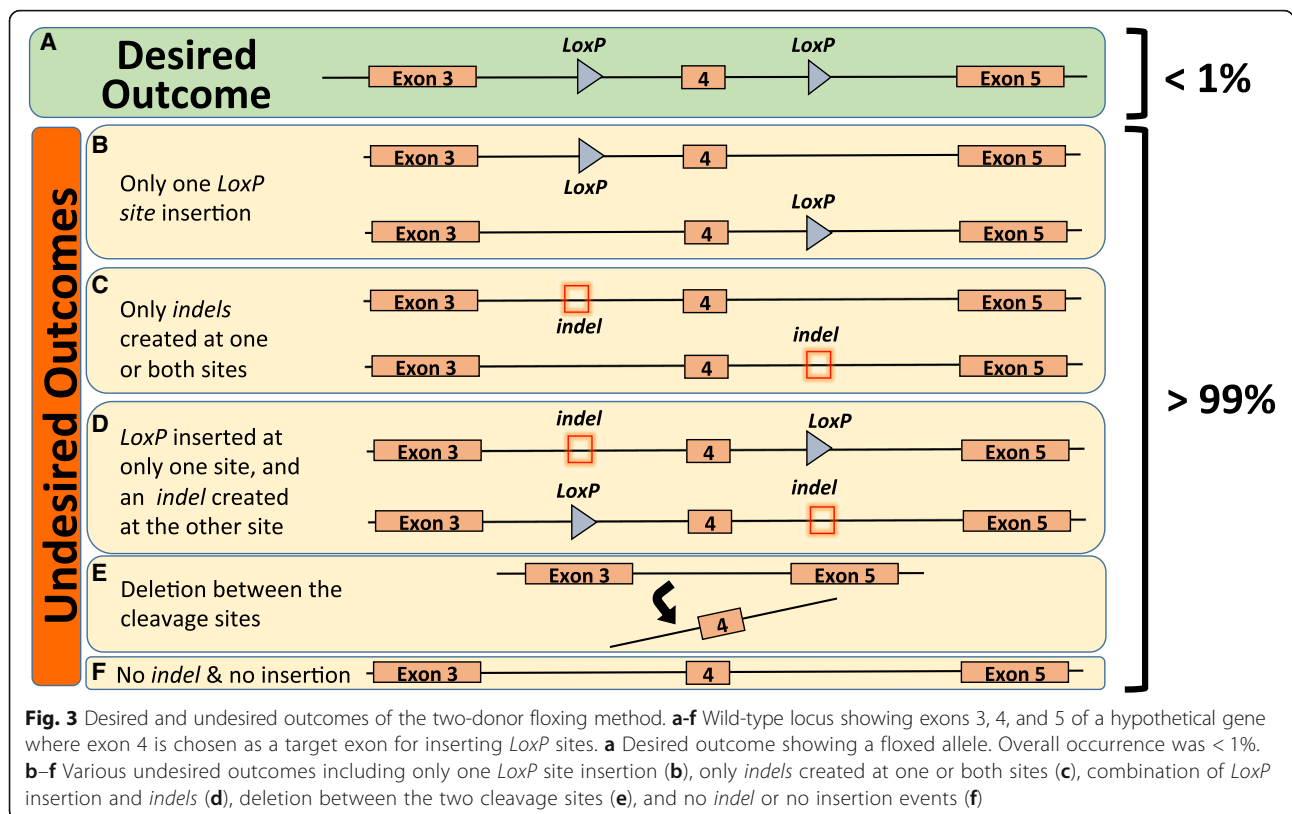 A
Desired
Outcome
LoxP
LoxP
Exon 3
4
Exon 5
< 1%
Undesired Outcomes
B
Only one LoxP
site insertion
Exon 3
4
Exon 5
LoxP
LoxP
Exon 3
4
Exon 5
C
Only indels
created at one
or both sites
Exon 3
4
Exon 5
indel
indel
Exon 3
4
Exon 5
D
LoxP inserted at
only one site, and
an indel created
at the other site
indel
LoxP
Exon 3
4
Exon 5
LoxP
indel
Exon 3
4
Exon 5
E
Deletion between the
cleavage sites
Exon 3
Exon 5
4
F
No indel & no insertion
Exon 3
4
Exon 5
> 99%
Fig. 3 Desired and undesired outcomes of the two-donor floxing method. a-f Wild-type locus showing exons 3, 4, and 5 of a hypothetical gene
where exon 4 is chosen as a target exon for inserting LoxP sites. a Desired outcome showing a floxed allele. Overall occurrence was < 1%.
b–f Various undesired outcomes including only one LoxP site insertion (b), only indels created at one or both sites (c), combination of LoxP
insertion and indels (d), deletion between the two cleavage sites (e), and no indel or no insertion events (f)